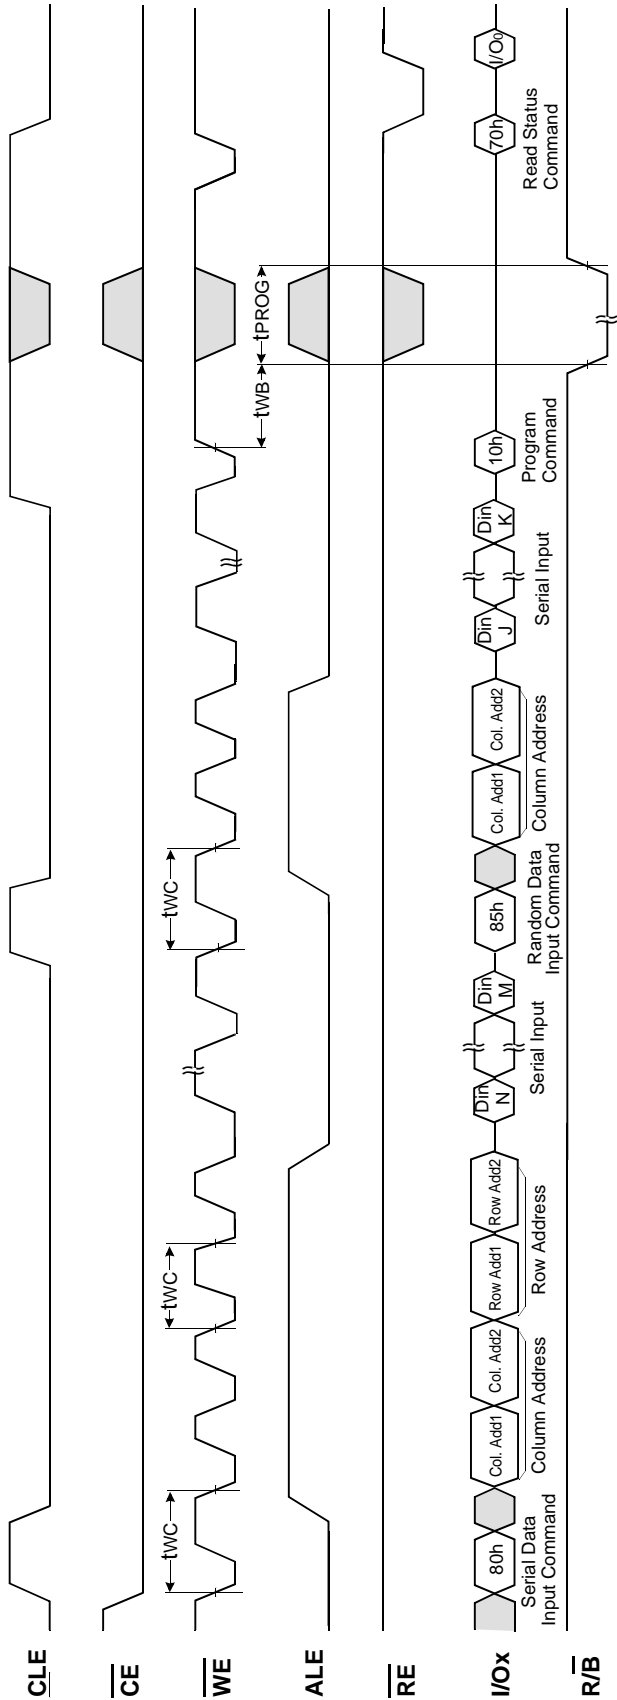 CLE
CE
tWC
tWC
tWC
WE
tWB
tPROG
ALE
RE
I/Ox
80h
Col. Add1
Col. Add2
Row Add1
Row Add2
Din
N
Din
M
85h
Col. Add1
Col. Add2
Din
J
Din
K
10h
70h
I/O0
Serial Data
Input Command
Column Address
Row Address
Serial Input
Random Data
Input Command
Column Address
Serial Input
Program
Command
Read Status
Command
R/B